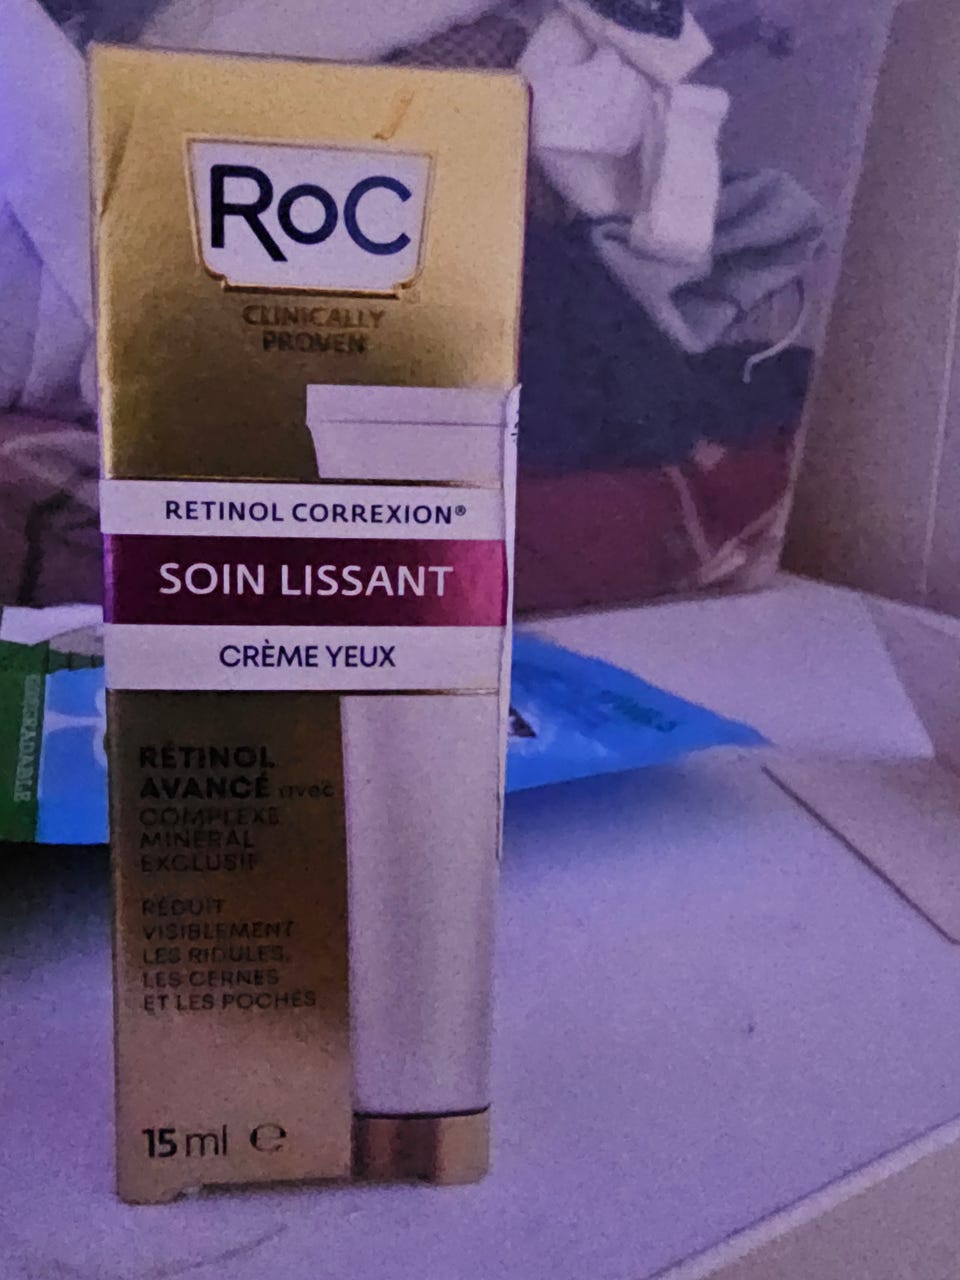 RoC
CLINICALLY
PROVEN
RETINOL CORREXION®
SOIN LISSANT
CRÈME YEUX
RÉTINOL
AVANCÉ avec
COMPLEXE
MINÉRAL
EXCLUSIF
RÉDUIT
VISIBLEMENT
LES RIDULES,
LES CERNES
ET LES POCHES
15 ml ℮